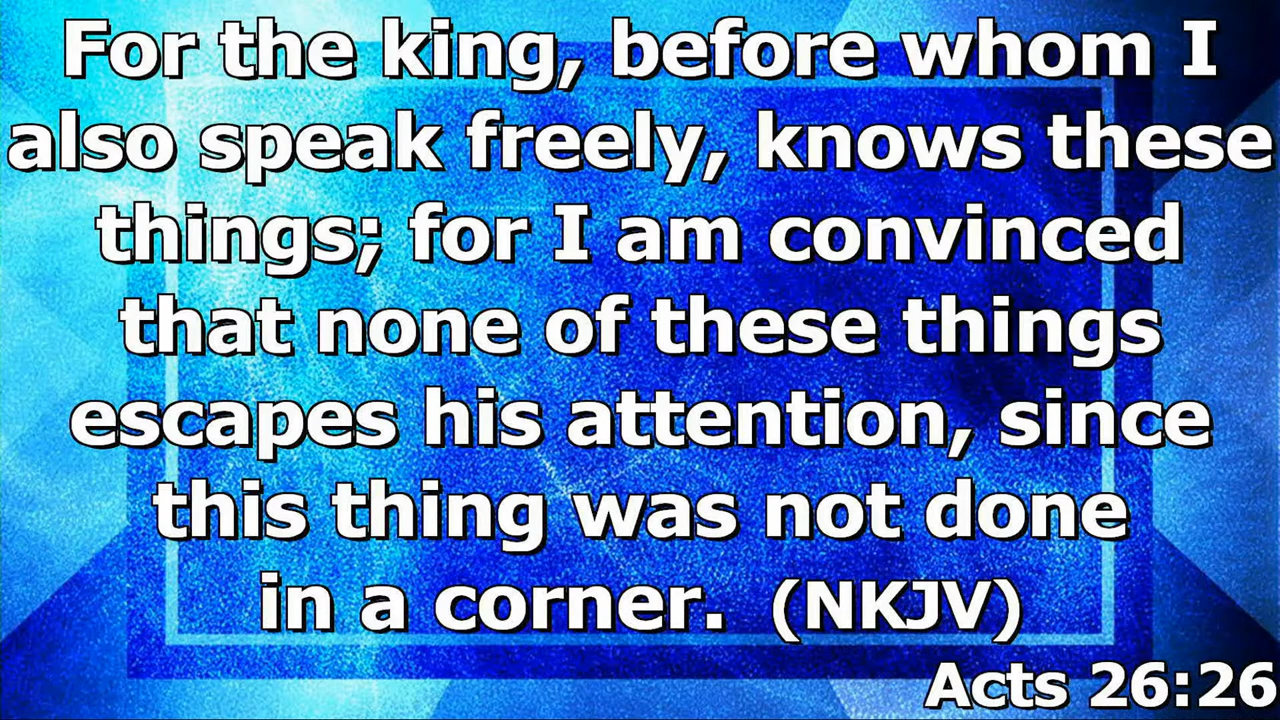 For the king, before whom I
also speak freely, knows these
things; for I am convinced
that none of these things
escapes his attention, since
this thing was not done
in a corner. (NKJV)
Acts 26:26